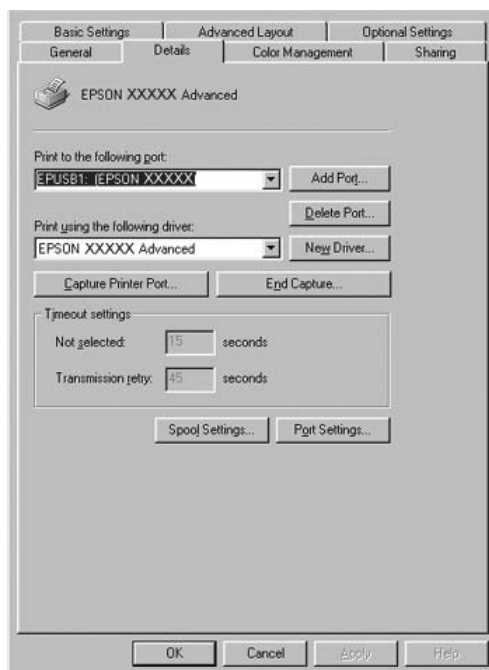 Basic Settings Advanced Layout Optional Settings
General Details Color Management Sharing
EPSON XXXXX Advanced
Print to the following port:
EPUSB1: (EPSON XXXXX) Add Port...
Delete Port...
Print using the following driver:
EPSON XXXXX Advanced New Driver...
Capture Printer Port... End Capture...
Timeout settings
Not selected: 15 seconds
Transmission retry: 45 seconds
Spool Settings... Port Settings...
OK Cancel Apply Help